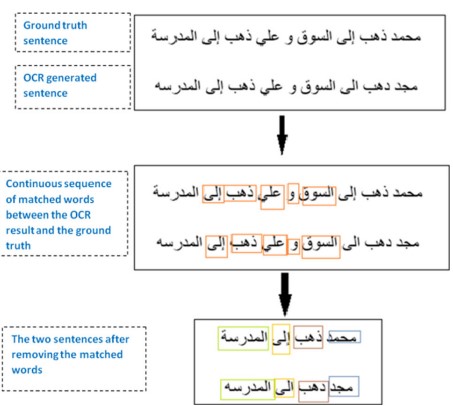 Ground truth
sentence
محمد ذهب إلى السوق و علي ذهب إلى المدرسة
OCR generated
sentence
مجد دهب الى السوق و علي ذهب إلى المدرسه
Continuous sequence
of matched words
between the OCR
result and the ground
truth
محمد ذهب إلى السوق و علي ذهب إلى المدرسة
مجد دهب الى السوق و علي ذهب إلى المدرسه
The two sentences after
removing the matched
words
محمد ذهب إلى المدرسة
مجد دهب الى المدرسه